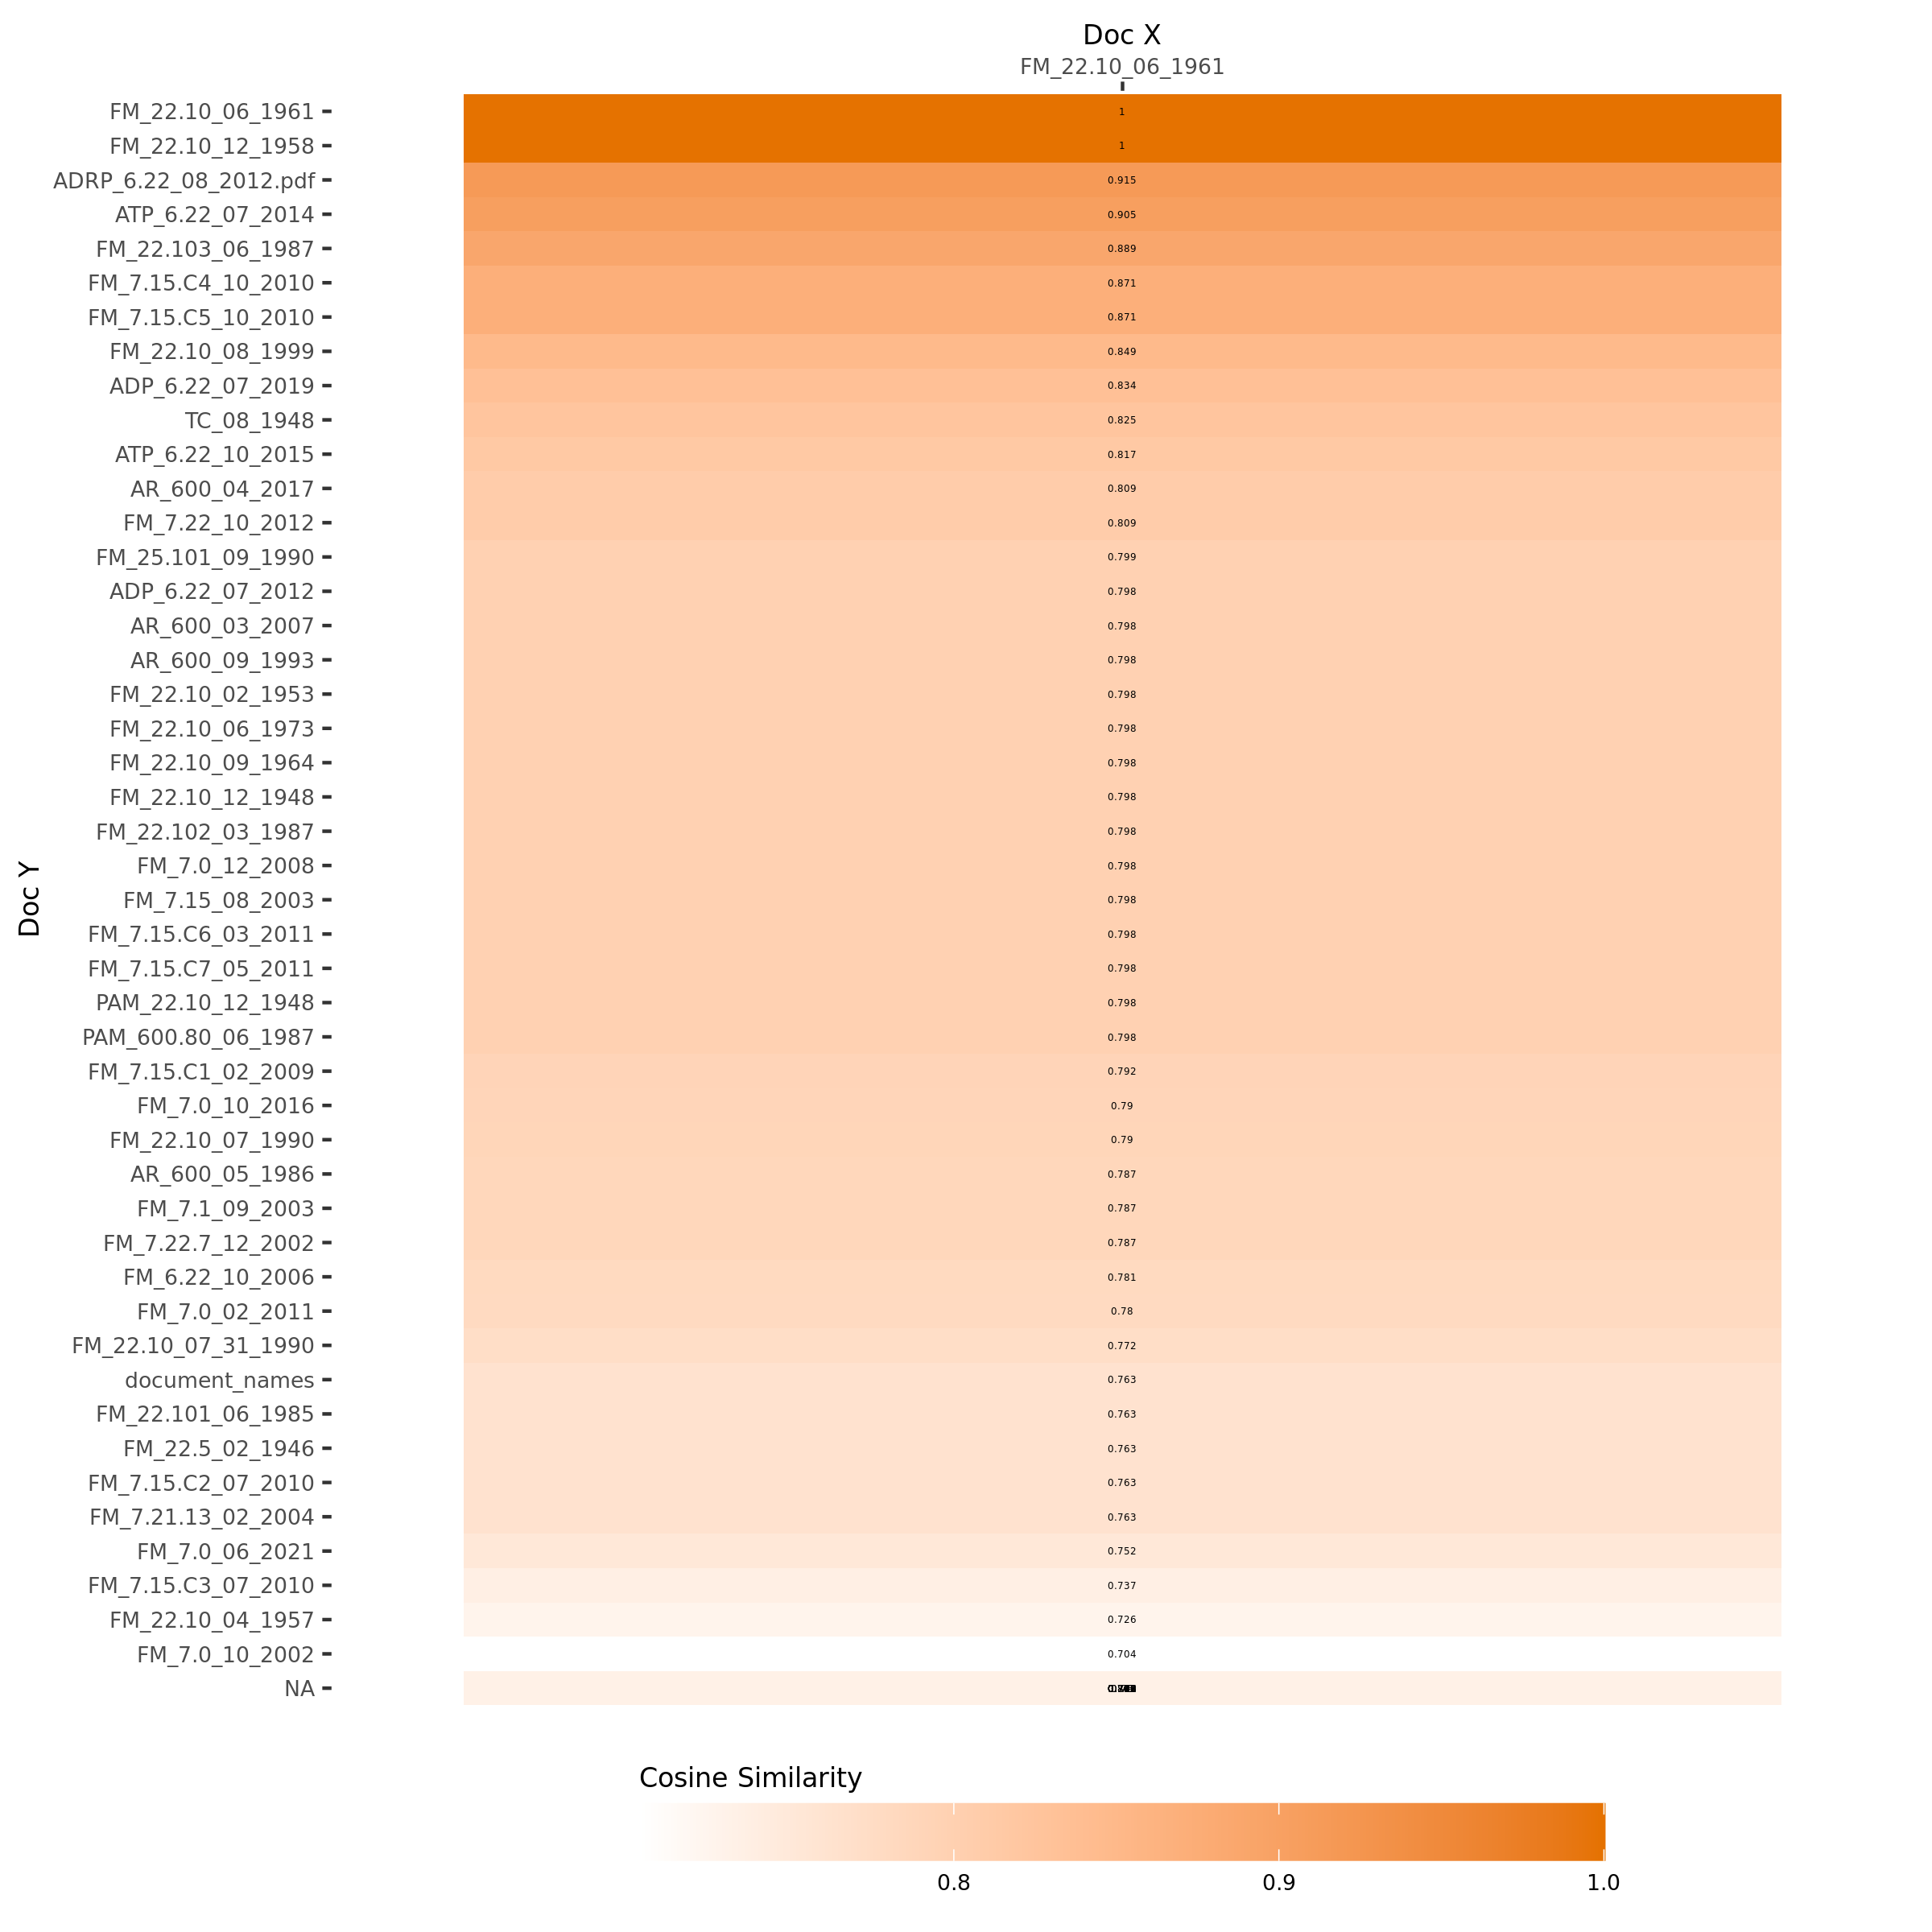 Doc X
FM_22.10_06_1961
FM_22.10_06_1961 1
FM_22.10_12_1958 1
ADRP_6.22_08_2012.pdf 0.915
ATP_6.22_07_2014 0.905
FM_22.103_06_1987 0.889
FM_7.15.C4_10_2010 0.871
FM_7.15.C5_10_2010 0.871
FM_22.10_08_1999 0.849
ADP_6.22_07_2019 0.834
TC_08_1948 0.825
ATP_6.22_10_2015 0.817
AR_600_04_2017 0.809
FM_7.22_10_2012 0.809
FM_25.101_09_1990 0.799
ADP_6.22_07_2012 0.798
AR_600_03_2007 0.798
AR_600_09_1993 0.798
FM_22.10_02_1953 0.798
FM_22.10_06_1973 0.798
FM_22.10_09_1964 0.798
FM_22.10_12_1948 0.798
FM_22.102_03_1987 0.798
FM_7.0_12_2008 0.798
FM_7.15_08_2003 0.798
FM_7.15.C6_03_2011 0.798
FM_7.15.C7_05_2011 0.798
PAM_22.10_12_1948 0.798
PAM_600.80_06_1987 0.798
FM_7.15.C1_02_2009 0.792
FM_7.0_10_2016 0.79
FM_22.10_07_1990 0.79
AR_600_05_1986 0.787
FM_7.1_09_2003 0.787
FM_7.22.7_12_2002 0.787
FM_6.22_10_2006 0.781
FM_7.0_02_2011 0.78
FM_22.10_07_31_1990 0.772
document_names 0.763
FM_22.101_06_1985 0.763
FM_22.5_02_1946 0.763
FM_7.15.C2_07_2010 0.763
FM_7.21.13_02_2004 0.763
FM_7.0_06_2021 0.752
FM_7.15.C3_07_2010 0.737
FM_22.10_04_1957 0.726
FM_7.0_10_2002 0.704
NA
Doc Y
Cosine Similarity
0.8 0.9 1.0